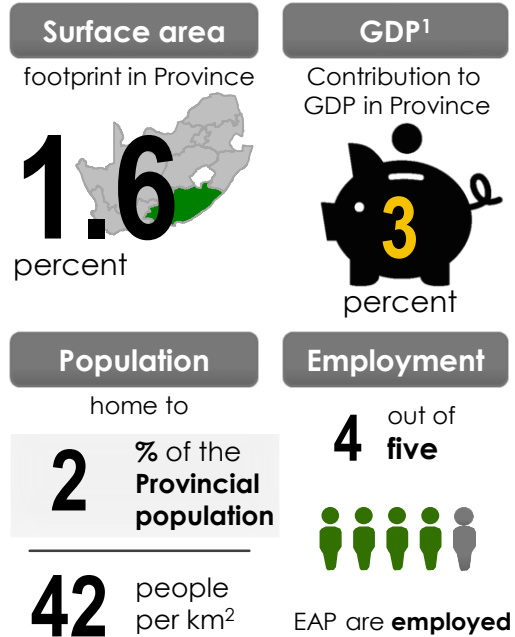 Surface area
footprint in Province
1.6
percent
GDP¹
Contribution to
GDP in Province
3
percent
Population
home to
2
% of the
Provincial
population
42
people
per km²
Employment
4
out of
five
EAP are employed